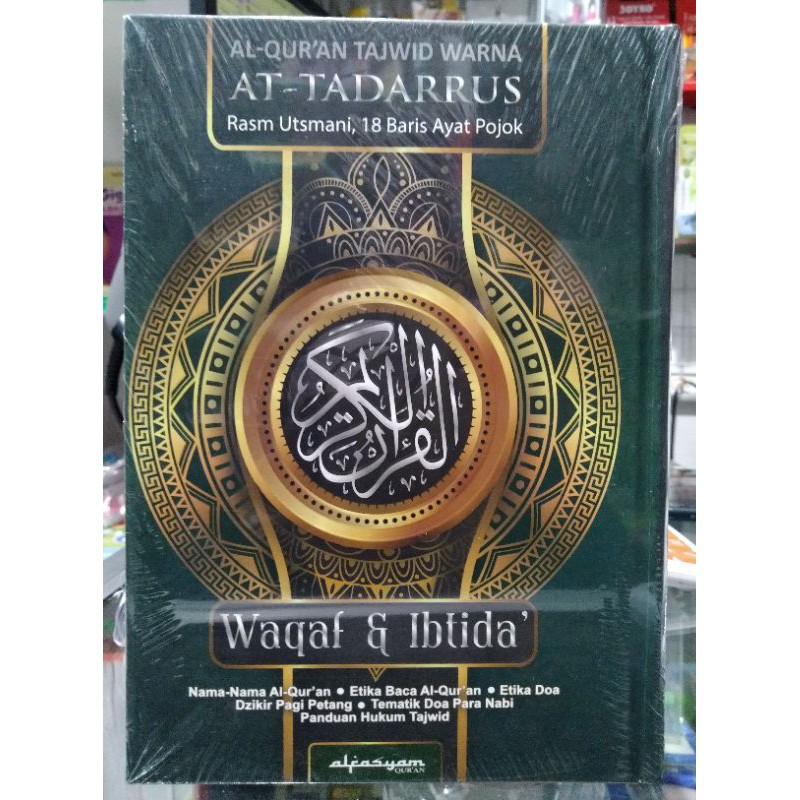 AL-QUR'AN TAJWID WARNA
AT-TADARRUS
Rasm Utsmani, 18 Baris Ayat Pojok
القرآن الكريم
Waqaf & Ibtida'
Nama-Nama Al-Qur'an • Etika Baca Al-Qur'an • Etika Doa
Dzikir Pagi Petang • Tematik Doa Para Nabi
Panduan Hukum Tajwid
alfasyam
QUR'AN
JOYKO